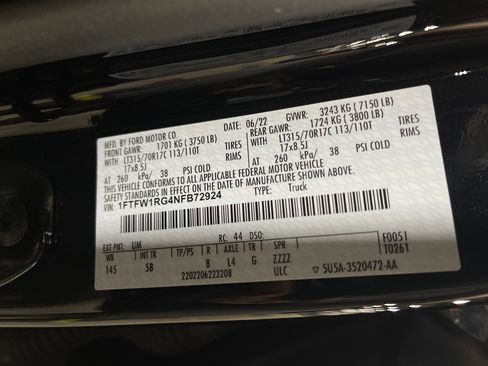 MFD. BY FORD MOTOR CO.
DATE: 06/22 GVWR: 3243 KG ( 7150 LB)
FRONT GAWR: 1701 KG ( 3750 LB) REAR GAWR: 1724 KG ( 3800 LB)
LT315/70R17C 113/110T TIRES LT315/70R17C 113/110T TIRES
17x8.5J RIMS 17x8.5J RIMS
AT 260 kPa/ 38 PSI COLD AT 260 kPa/ 38 PSI COLD
THIS VEHICLE CONFORMS TO ALL APPLICABLE FEDERAL MOTOR VEHICLE
SAFETY STANDARDS IN EFFECT ON THE DATE OF MANUFACTURE SHOWN ABOVE.
VIN: 1FTFW1RG4NFB72924 TYPE: Truck
EXT PNT: UM RC: 44 DSO: F0051
WB INT TR TP/PS R AXLE TR SPR T0261
145 5B 8 L4 G ZZZZ
2202206223208 ULC ▽ 5U5A-3520472-AA